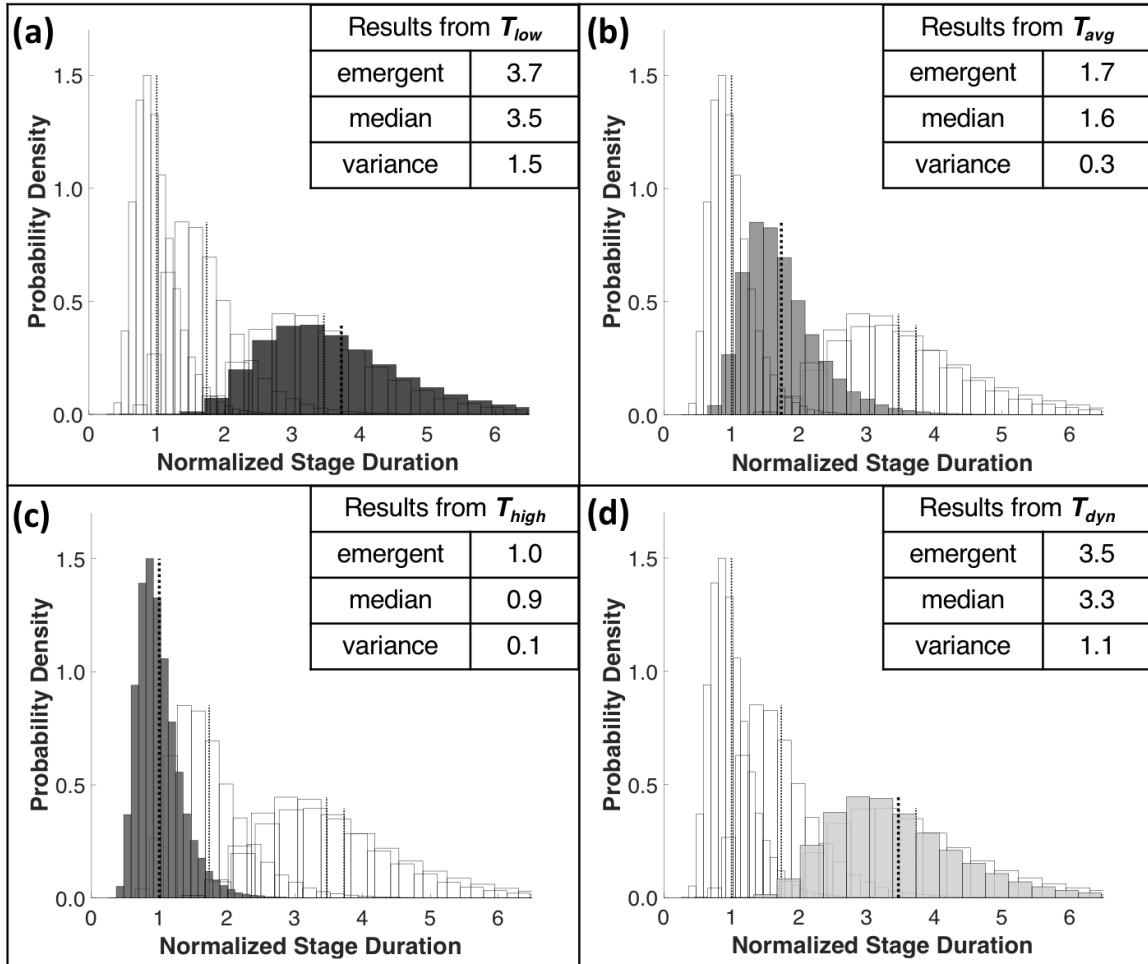 (a)
Results from T_low
emergent 3.7
median 3.5
variance 1.5
Probability Density
1.5
1.0
0.5
0.0
0 1 2 3 4 5 6
Normalized Stage Duration
(b)
Results from T_avg
emergent 1.7
median 1.6
variance 0.3
Probability Density
1.5
1.0
0.5
0.0
0 1 2 3 4 5 6
Normalized Stage Duration
(c)
Results from T_high
emergent 1.0
median 0.9
variance 0.1
Probability Density
1.5
1.0
0.5
0.0
0 1 2 3 4 5 6
Normalized Stage Duration
(d)
Results from T_dyn
emergent 3.5
median 3.3
variance 1.1
Probability Density
1.5
1.0
0.5
0.0
0 1 2 3 4 5 6
Normalized Stage Duration